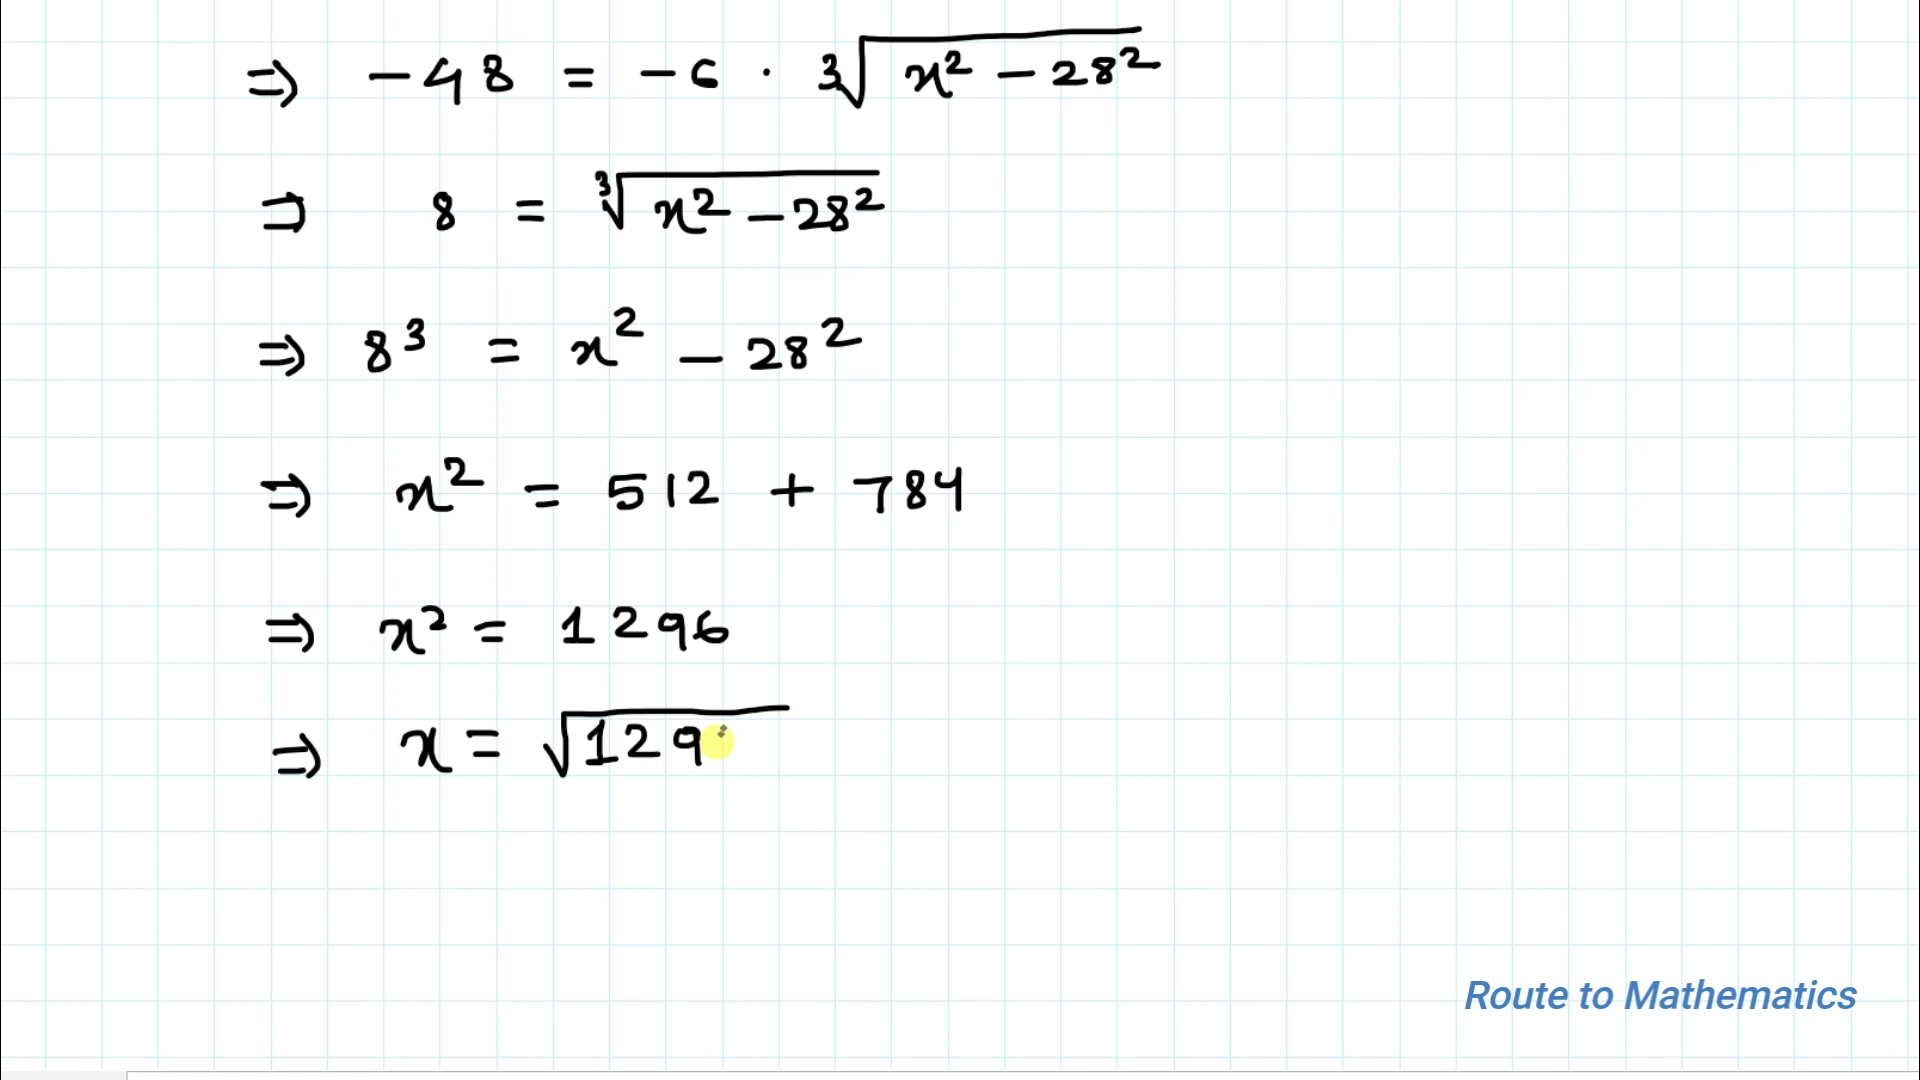 ⇒ -48 = -6 · ∛(x² - 28²)
⇒ 8 = ∛(x² - 28²)
⇒ 8³ = x² - 28²
⇒ x² = 512 + 784
⇒ x² = 1296
⇒ x = √129
Route to Mathematics